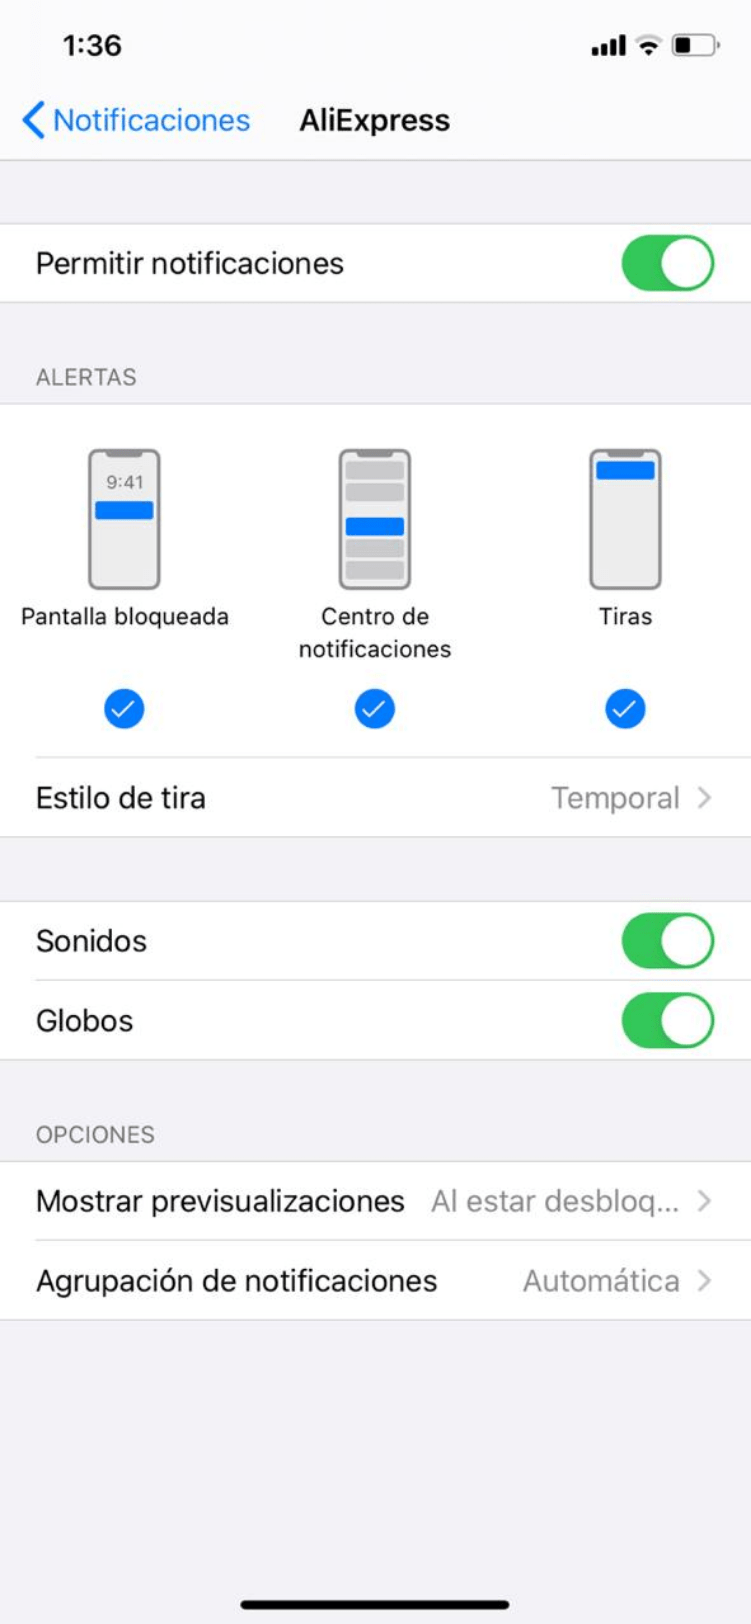 1:36
Notificaciones AliExpress
Permitir notificaciones
ALERTAS
9:41
Pantalla bloqueada
Centro de
notificaciones
Tiras
Estilo de tira Temporal
Sonidos
Globos
OPCIONES
Mostrar previsualizaciones Al estar desbloq...
Agrupación de notificaciones Automática